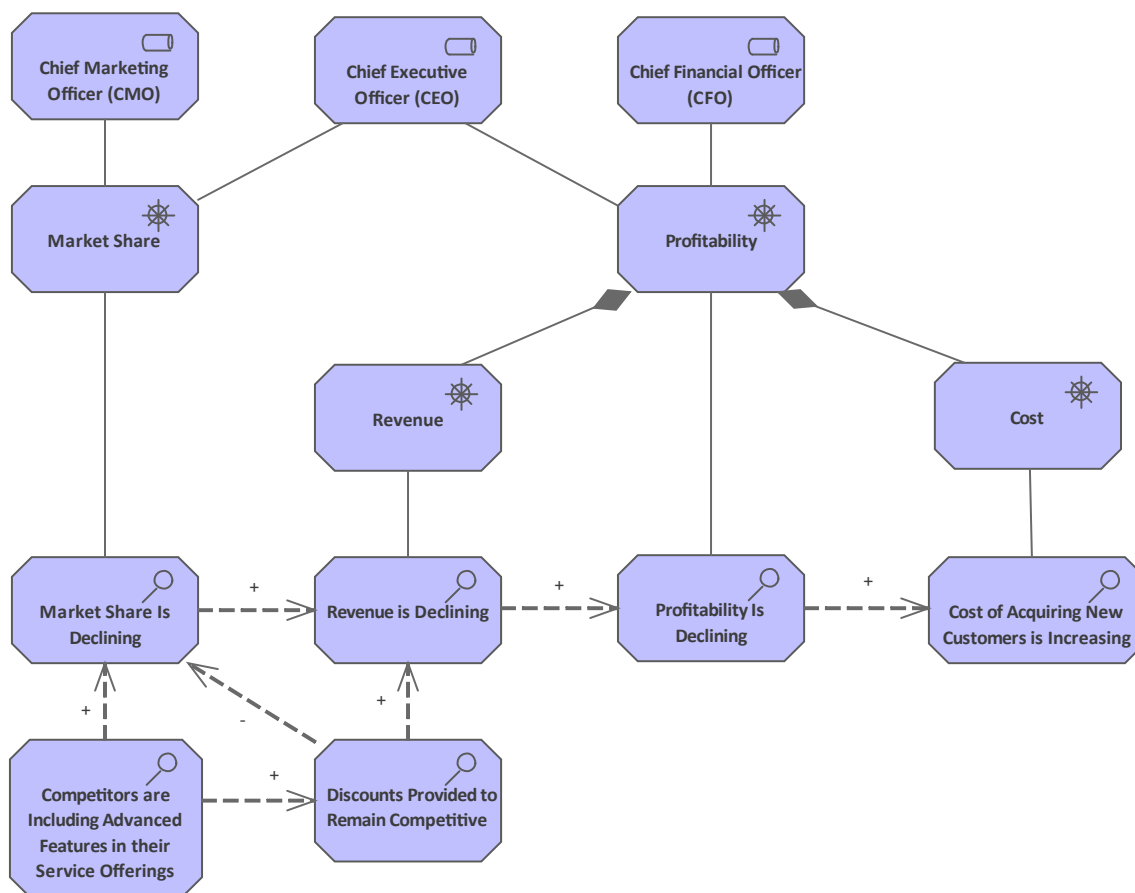 Chief Marketing
Officer (CMO)
Chief Executive
Officer (CEO)
Chief Financial Officer
(CFO)
Market Share
Profitability
Revenue
Cost
Market Share Is
Declining
+
Revenue is Declining
+
Profitability Is
Declining
+
Cost of Acquiring New
Customers is Increasing
+
-
+
Competitors are
Including Advanced
Features in their
Service Offerings
+
Discounts Provided to
Remain Competitive